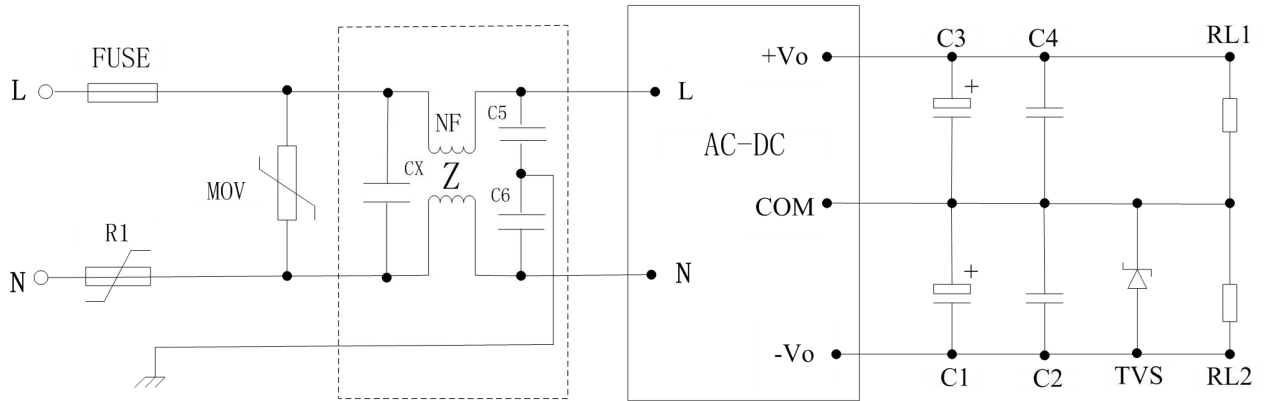 FUSE
L
MOV
R1
N
CX
NF
Z
C5
C6
L
N
AC-DC
+Vo
COM
-Vo
C3
+
C4
RL1
+
C1
C2
TVS
RL2